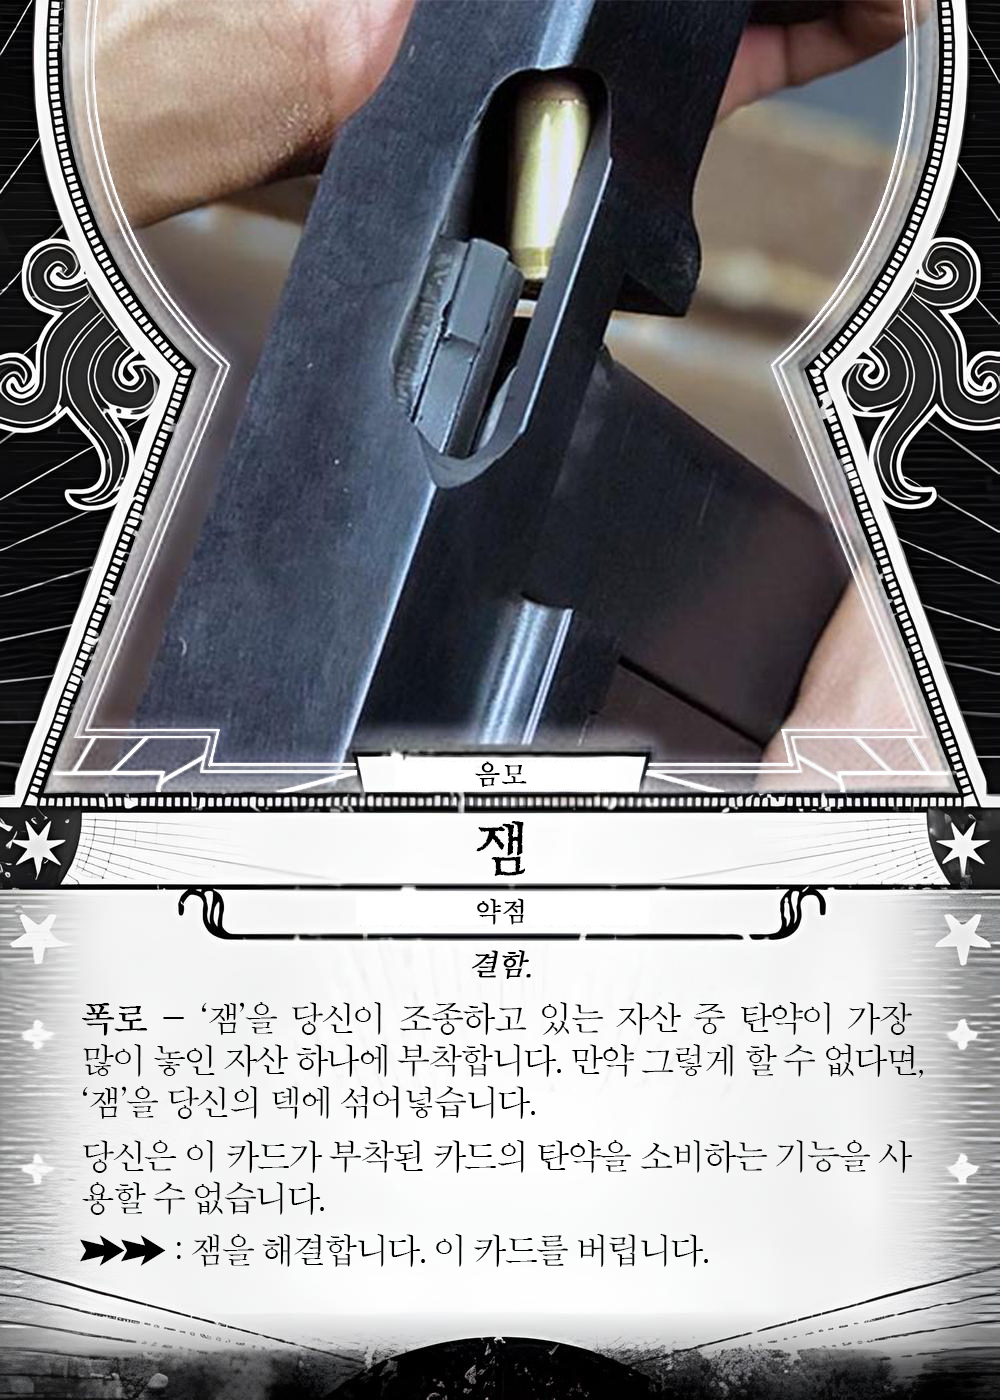 음모
잼
약점
결함.
폭로 – ‘잼’을 당신이 조종하고 있는 자산 중 탄약이 가장
많이 놓인 자산 하나에 부착합니다. 만약 그렇게 할 수 없다면,
‘잼’을 당신의 덱에 섞어넣습니다.
당신은 이 카드가 부착된 카드의 탄약을 소비하는 기능을 사
용할 수 없습니다.
: 잼을 해결합니다. 이 카드를 버립니다.